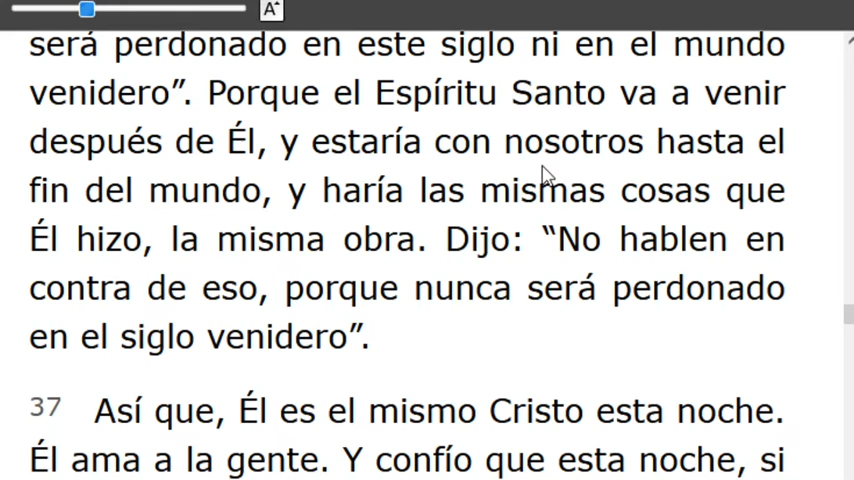 A
será perdonado en este siglo ni en el mundo
venidero”. Porque el Espíritu Santo va a venir
después de Él, y estaría con nosotros hasta el
fin del mundo, y haría las mismas cosas que
Él hizo, la misma obra. Dijo: “No hablen en
contra de eso, porque nunca será perdonado
en el siglo venidero”.
37 Así que, Él es el mismo Cristo esta noche.
Él ama a la gente. Y confío que esta noche, si